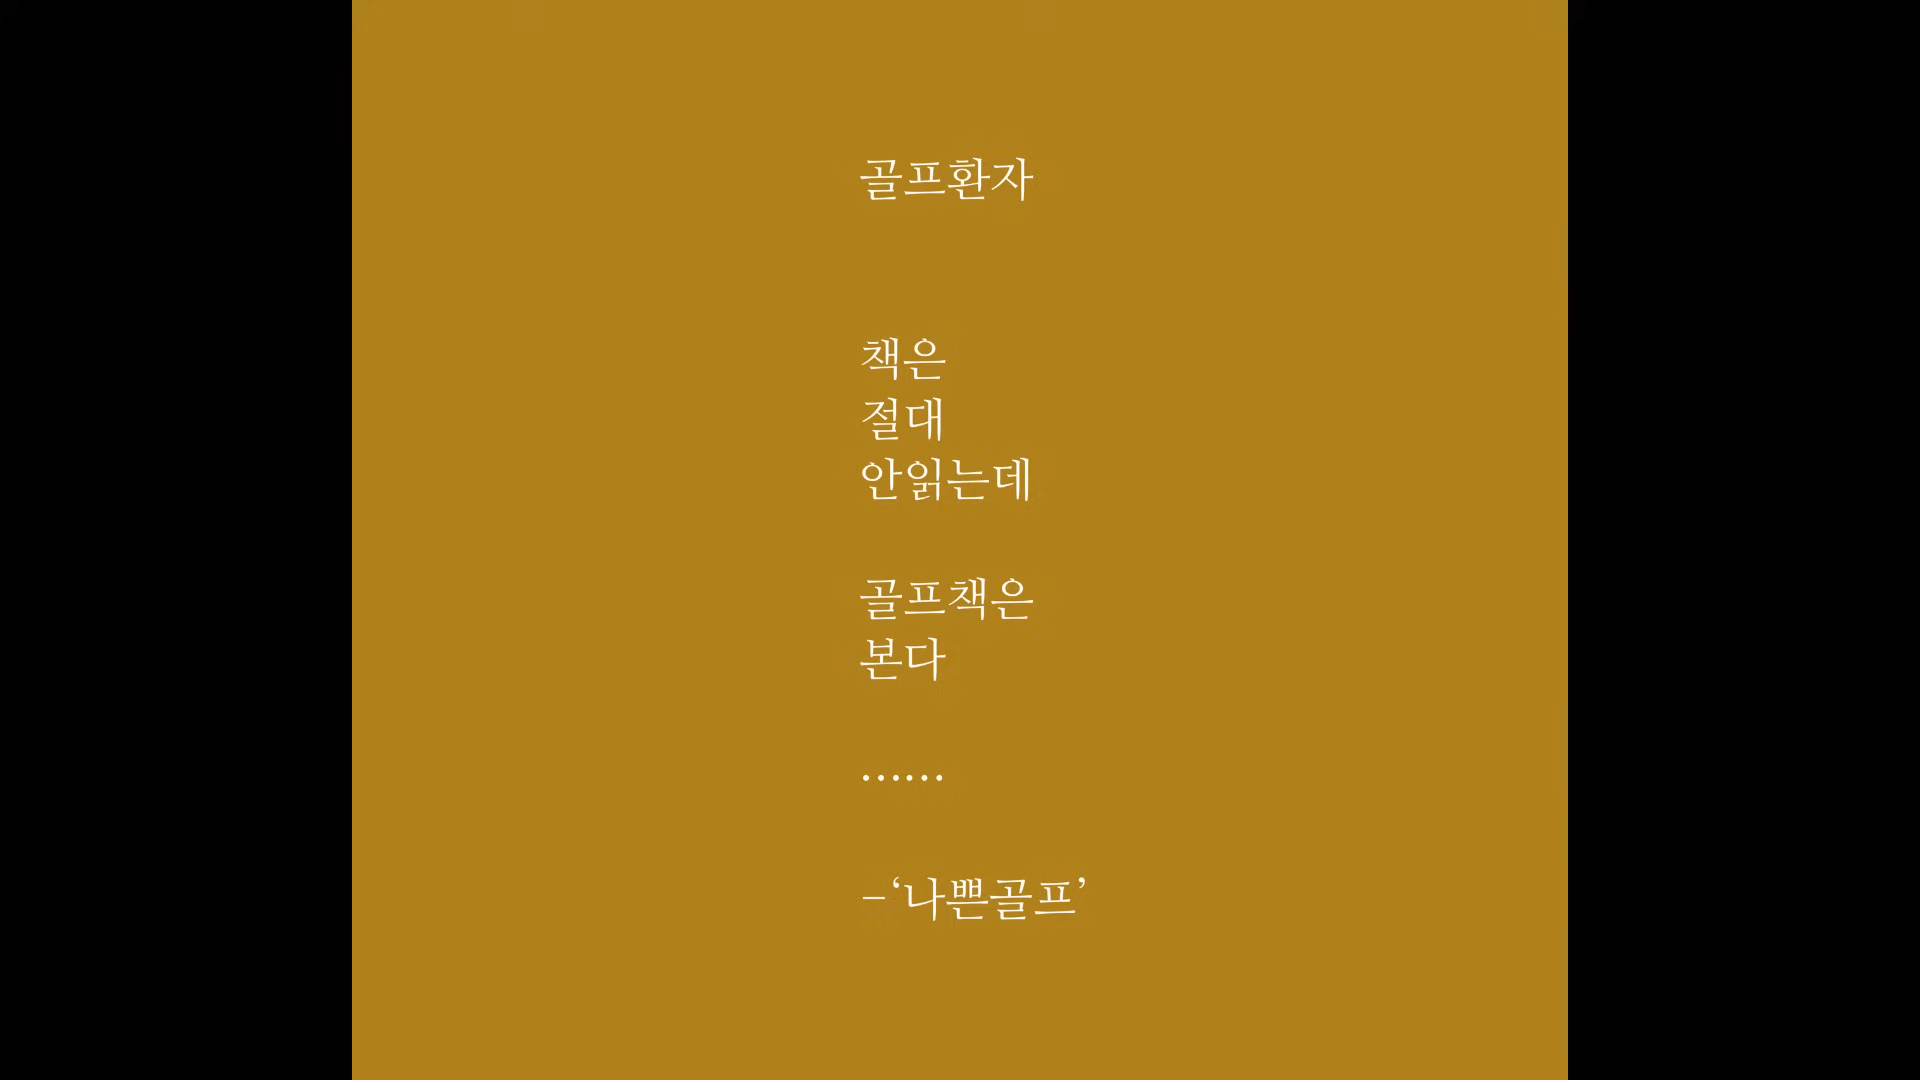 골프환자
책은
절대
안읽는데
골프책은
본다
……
–‘나쁜골프’